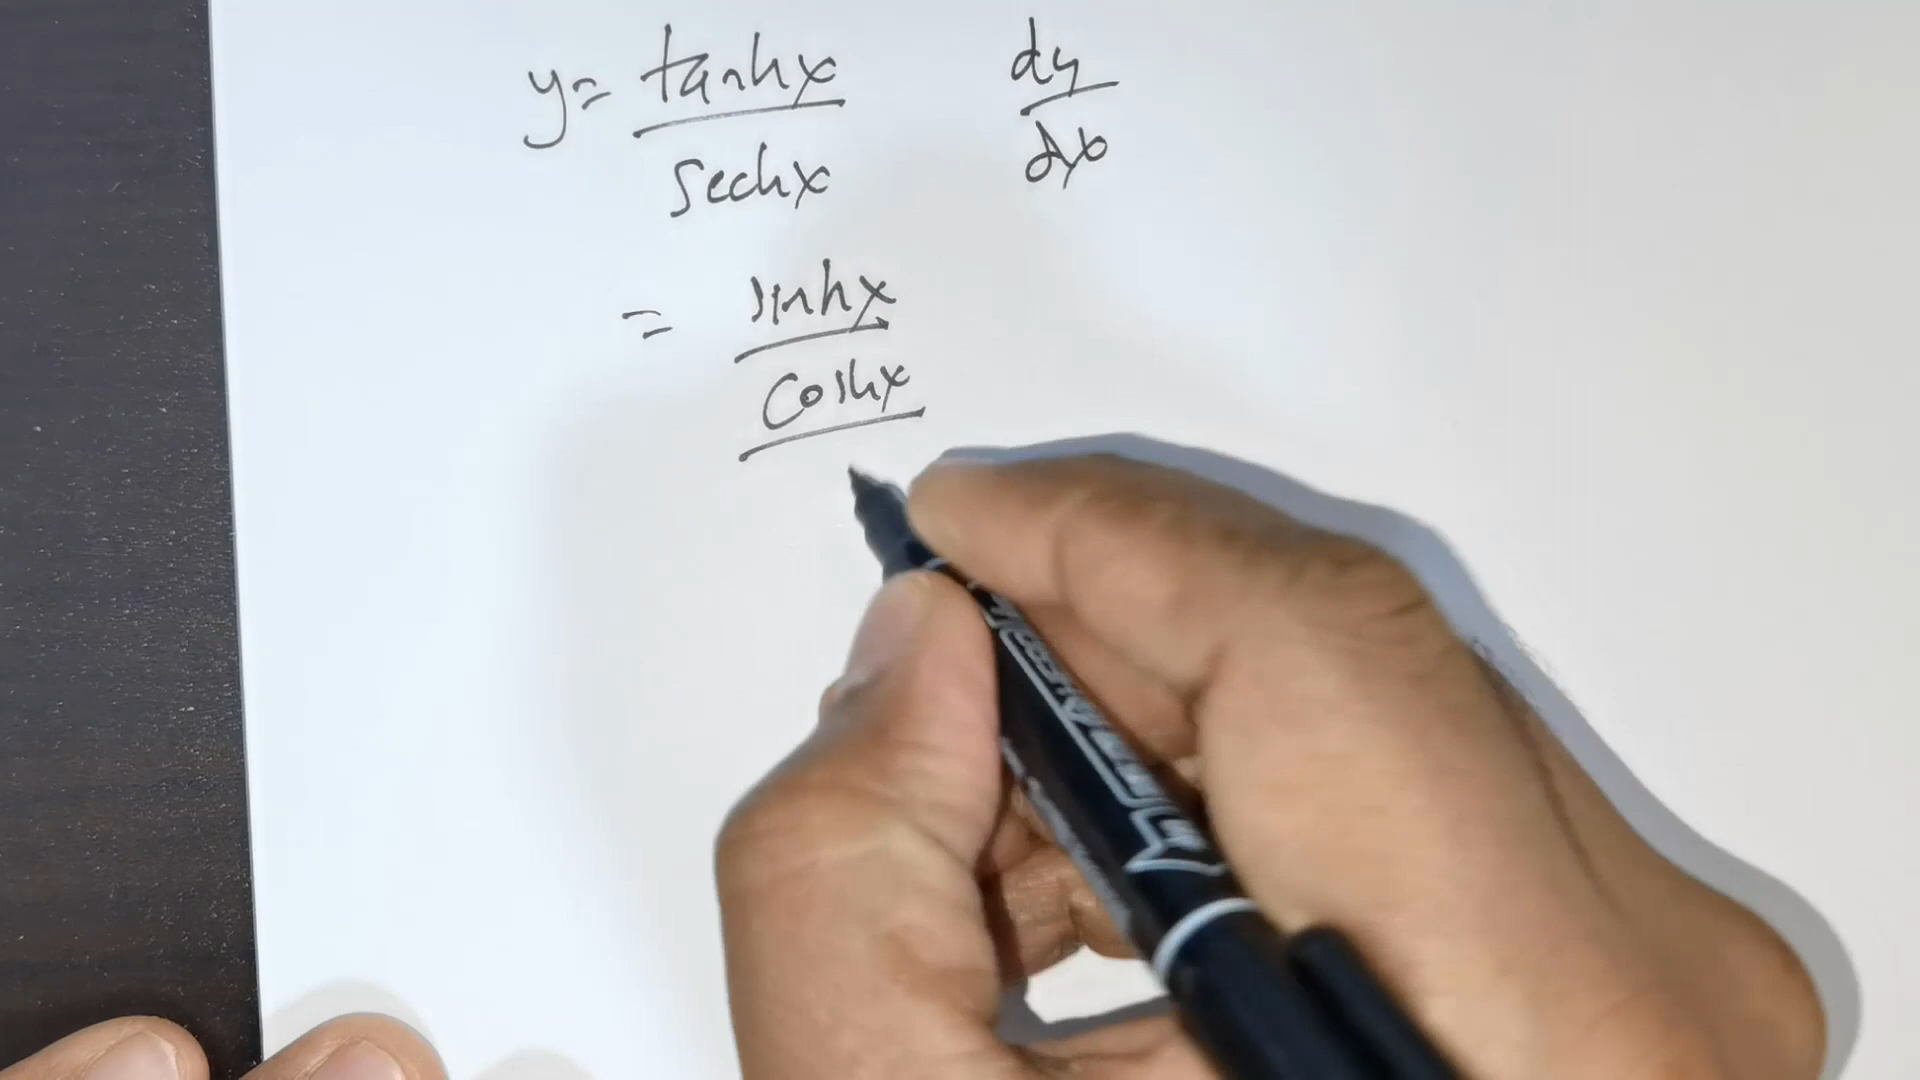 y = tanhx / sechx dy/dx
= sinhx / coshx /